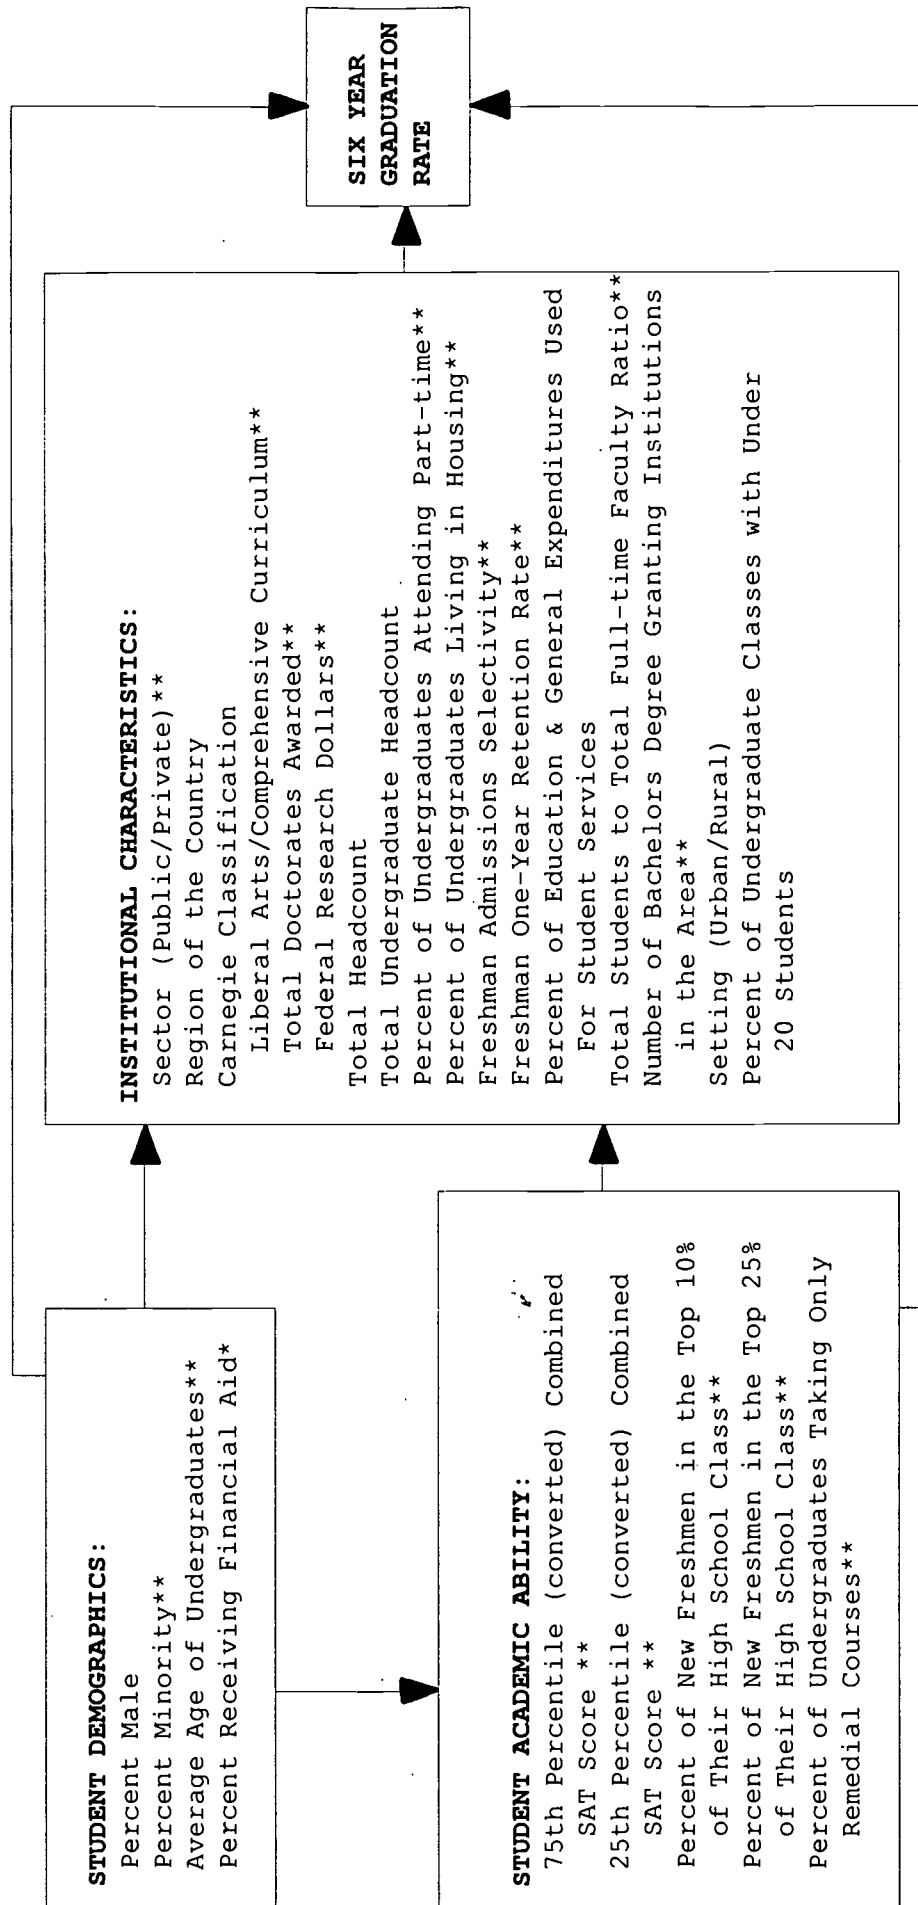 STUDENT DEMOGRAPHICS:
Percent Male
Percent Minority**
Average Age of Undergraduates**
Percent Receiving Financial Aid*
STUDENT ACADEMIC ABILITY:
75th Percentile (converted) Combined
SAT Score **
25th Percentile (converted) Combined
SAT Score **
Percent of New Freshmen in the Top 10%
of Their High School Class**
Percent of New Freshmen in the Top 25%
of Their High School Class**
Percent of Undergraduates Taking Only
Remedial Courses**
INSTITUTIONAL CHARACTERISTICS:
Sector (Public/Private)**
Region of the Country
Carnegie Classification
Liberal Arts/Comprehensive Curriculum**
Total Doctorates Awarded**
Federal Research Dollars**
Total Headcount
Total Undergraduate Headcount
Percent of Undergraduates Attending Part-time**
Percent of Undergraduates Living in Housing**
Freshman Admissions Selectivity**
Freshman One-Year Retention Rate**
Percent of Education & General Expenditures Used
For Student Services
Total Students to Total Full-time Faculty Ratio**
Number of Bachelors Degree Granting Institutions
in the Area**
Setting (Urban/Rural)
Percent of Undergraduate Classes with Under
20 Students
SIX YEAR
GRADUATION
RATE